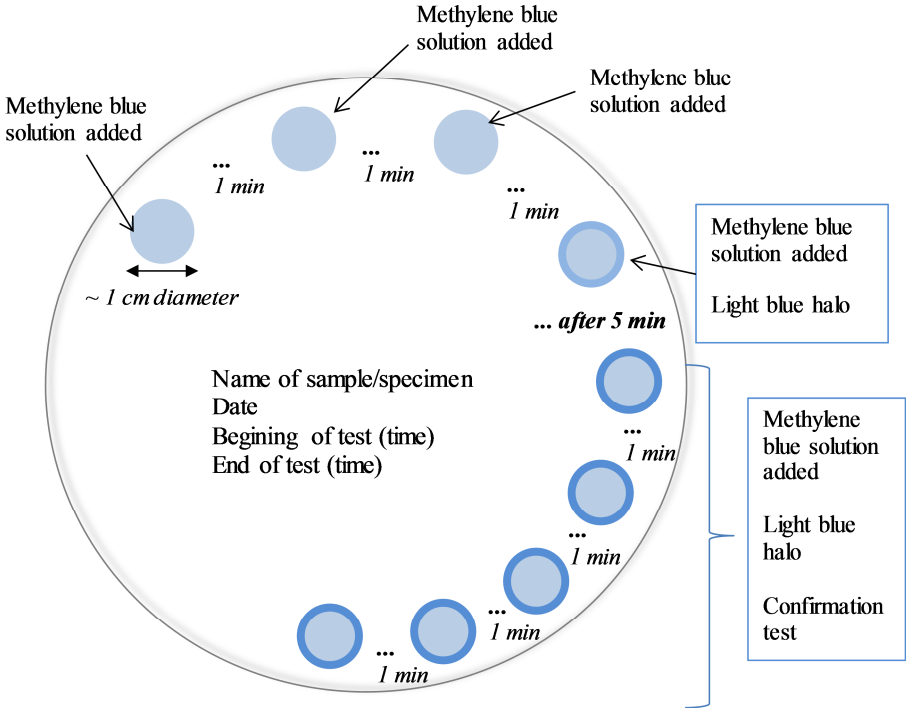 Methylene blue
solution added
Methylene blue
solution added
Methylene blue
solution added
...
1 min
...
1 min
...
1 min
~ 1 cm diameter
Methylene blue
solution added
Light blue halo
... after 5 min
Name of sample/specimen
Date
Begining of test (time)
End of test (time)
...
1 min
...
1 min
...
1 min
...
1 min
Methylene
blue solution
added
Light blue
halo
Confirmation
test